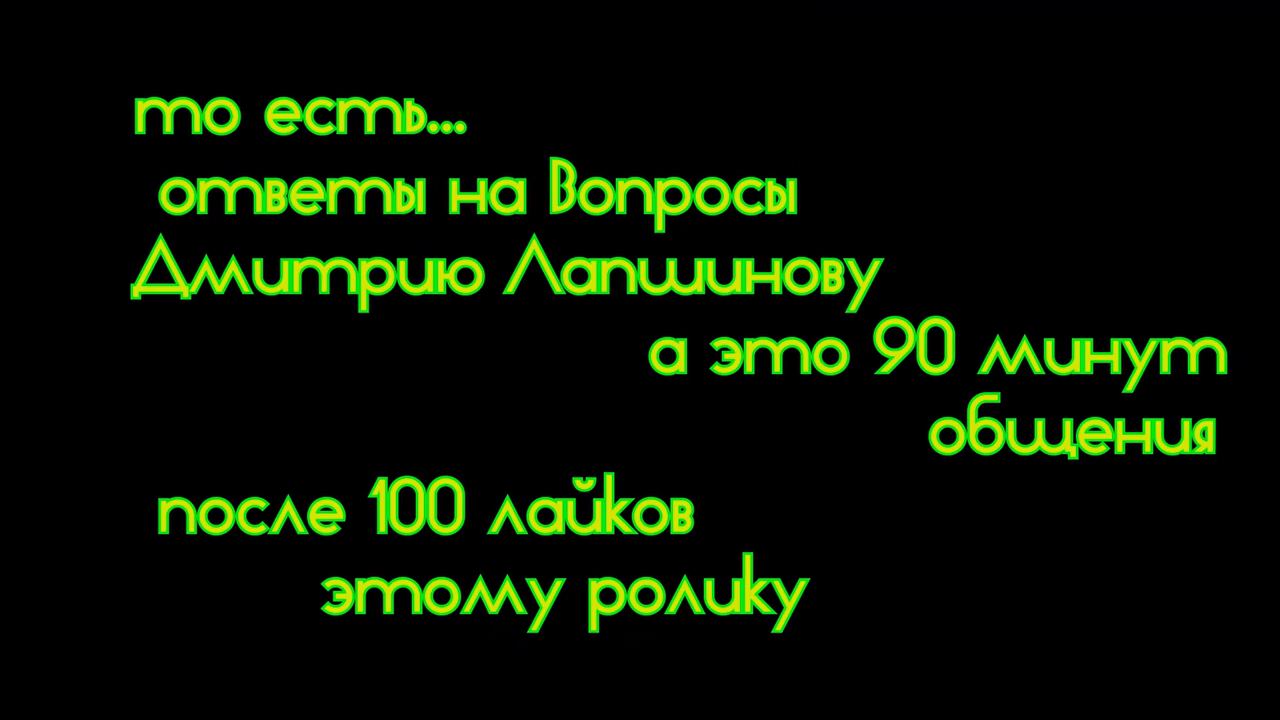 то есть...
ответы на Вопросы
Дмитрию Лапшинову
а это 90 минут
общения
после 100 лайков
этому ролику